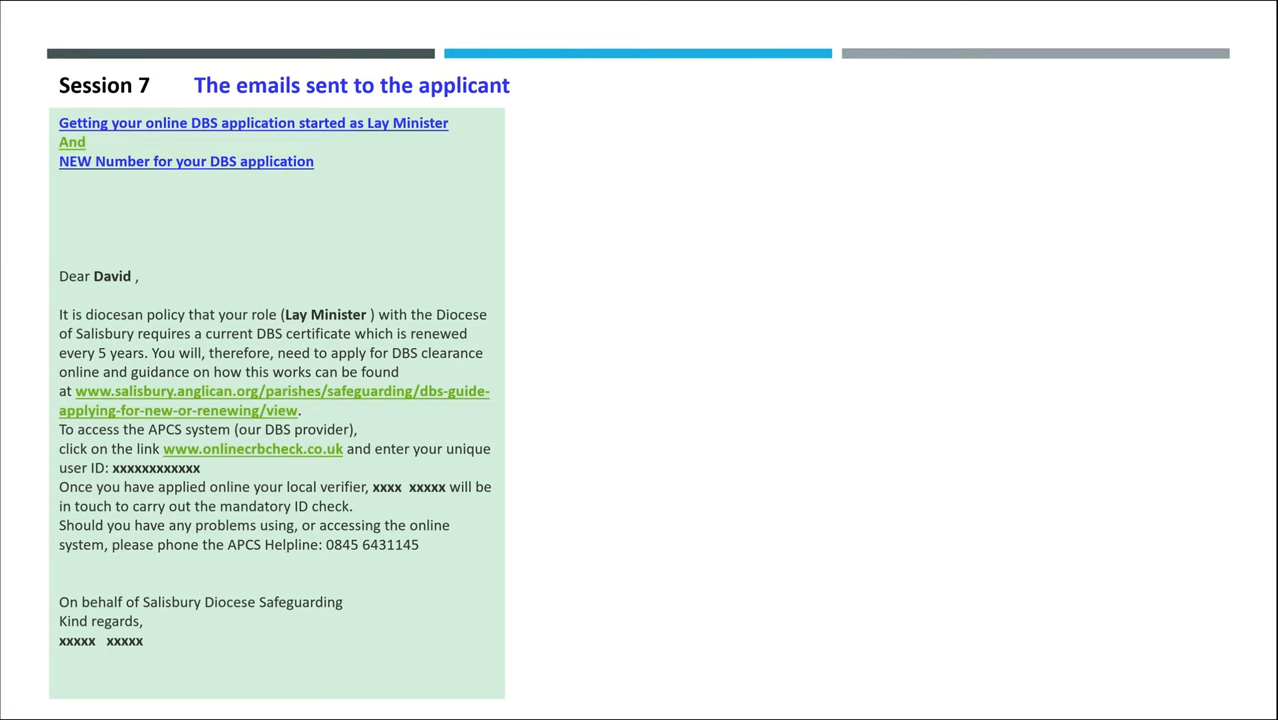 Session 7 The emails sent to the applicant
Getting your online DBS application started as Lay Minister
And
NEW Number for your DBS application
Dear David ,
It is diocesan policy that your role (Lay Minister ) with the Diocese
of Salisbury requires a current DBS certificate which is renewed
every 5 years. You will, therefore, need to apply for DBS clearance
online and guidance on how this works can be found
at www.salisbury.anglican.org/parishes/safeguarding/dbs-guide-
applying-for-new-or-renewing/view.
To access the APCS system (our DBS provider),
click on the link www.onlinecrbcheck.co.uk and enter your unique
user ID: xxxxxxxxxxxx
Once you have applied online your local verifier, xxxx xxxxx will be
in touch to carry out the mandatory ID check.
Should you have any problems using, or accessing the online
system, please phone the APCS Helpline: 0845 6431145
On behalf of Salisbury Diocese Safeguarding
Kind regards,
xxxxx xxxxx